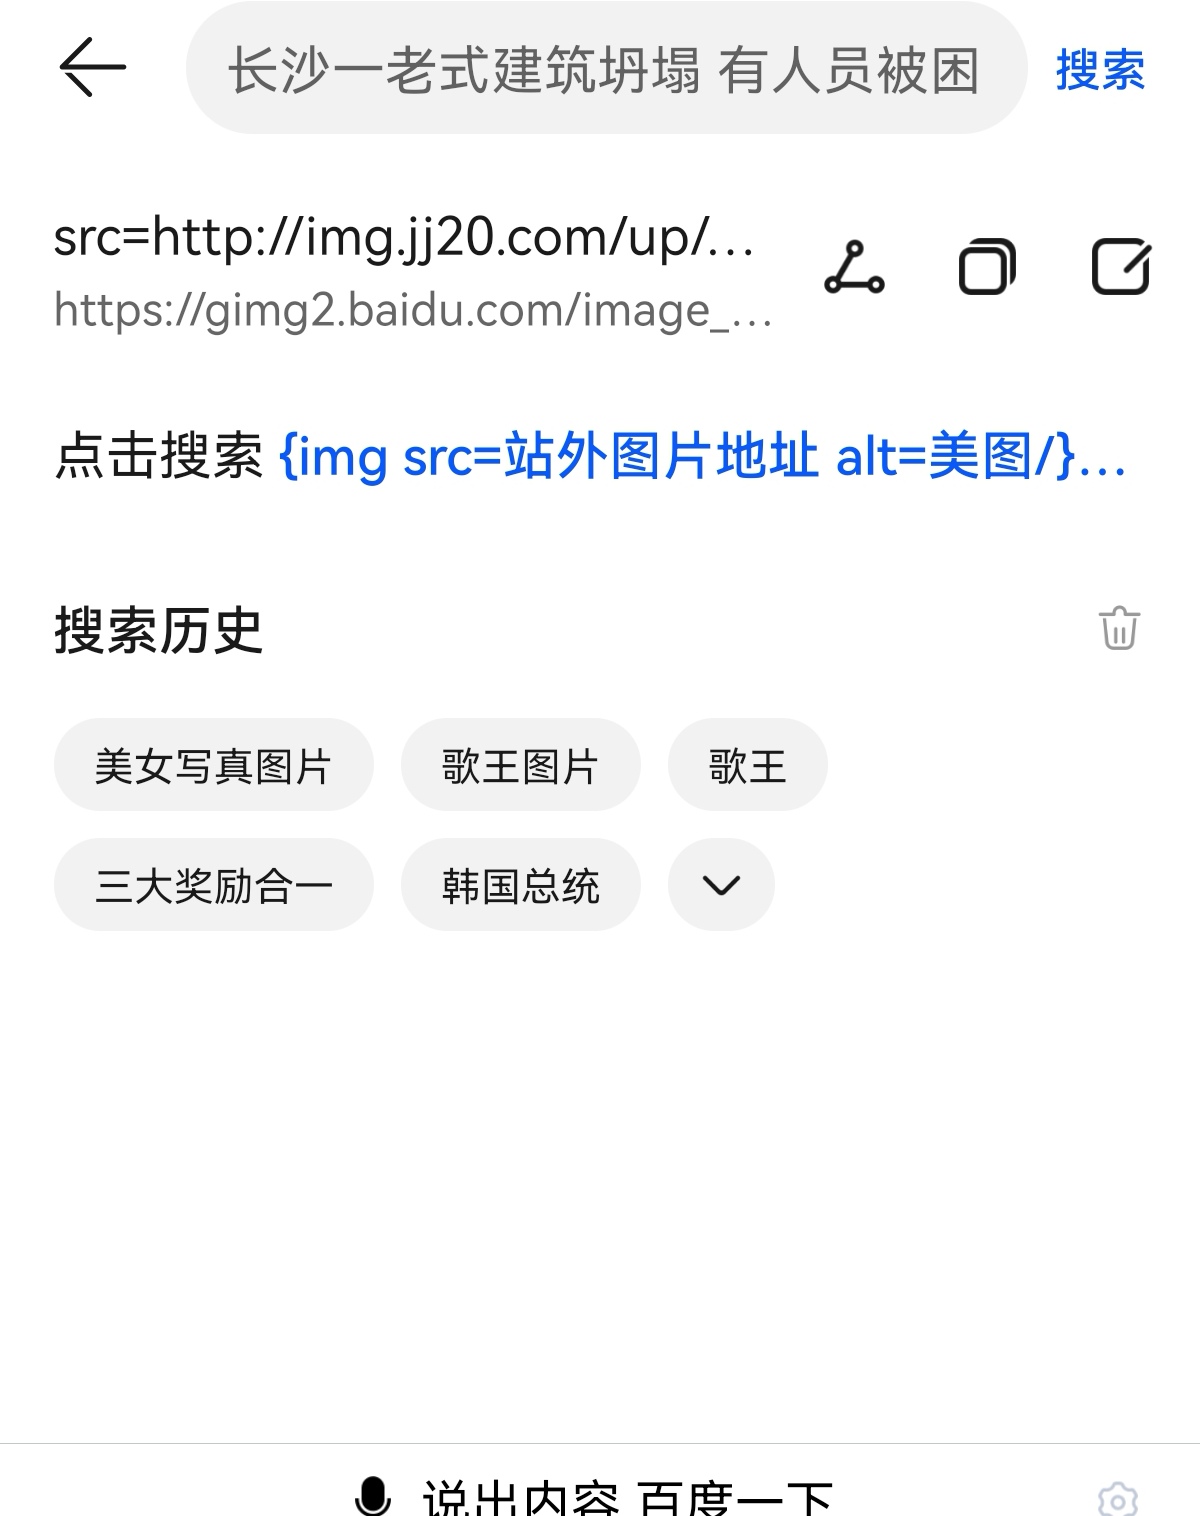 长沙一老式建筑坍塌 有人员被困 搜索
src=http://img.jj20.com/up/...
https://gimg2.baidu.com/image_...
点击搜索 {img src=站外图片地址 alt=美图/}...
搜索历史
美女写真图片 歌王图片 歌王
三大奖励合一 韩国总统
说出内容 百度一下